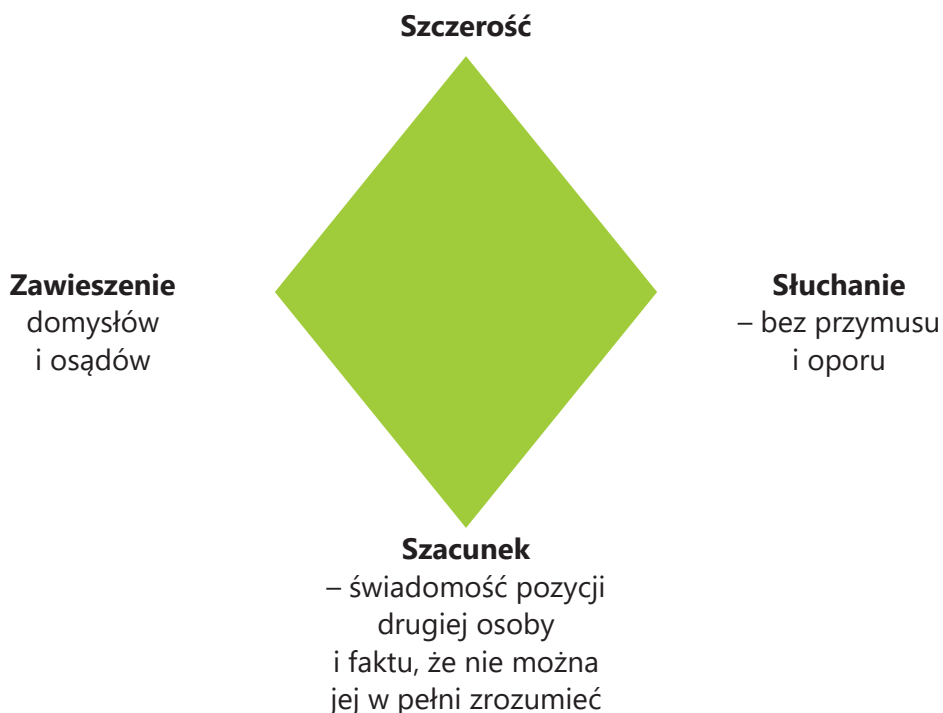 Szczerość
Zawieszenie
domysłów
i osądów
Słuchanie
– bez przymusu
i oporu
Szacunek
– świadomość pozycji
drugiej osoby
i faktu, że nie można
jej w pełni zrozumieć